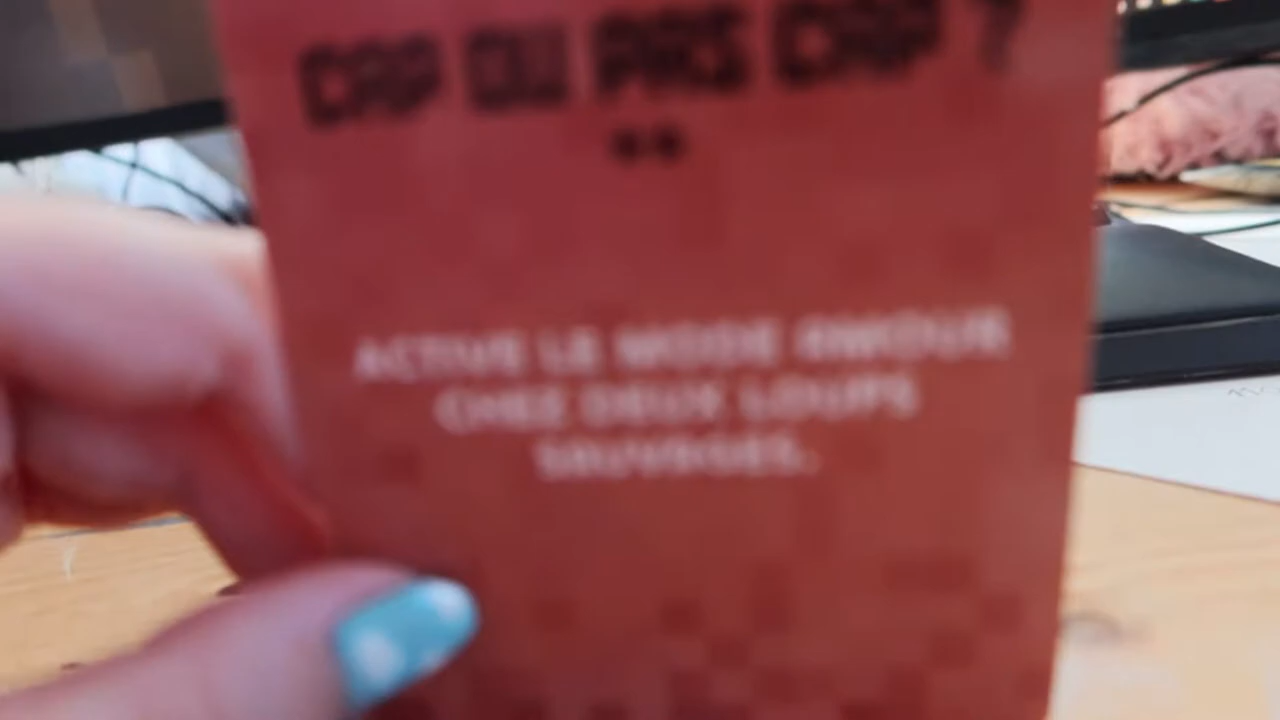 CAP OU PAS CAP ?
**
ACTIVE LE MODE AMOUR
CHEZ DEUX LOUPS
SAUVAGES.